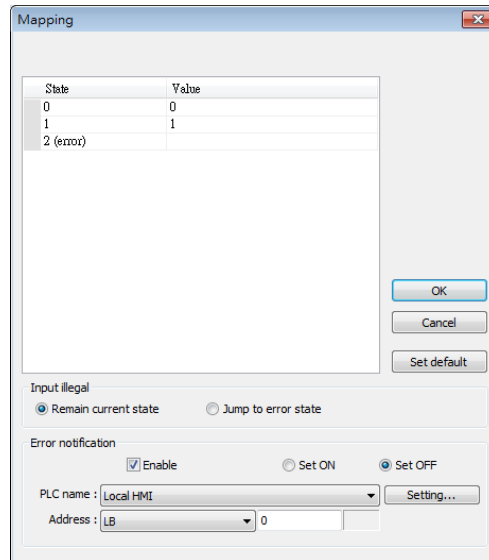 Mapping
State Value
0 0
1 1
2 (error)
OK
Cancel
Set default
Input illegal
Remain current state Jump to error state
Error notification
Enable Set ON Set OFF
PLC name : Local HMI Setting...
Address : LB 0